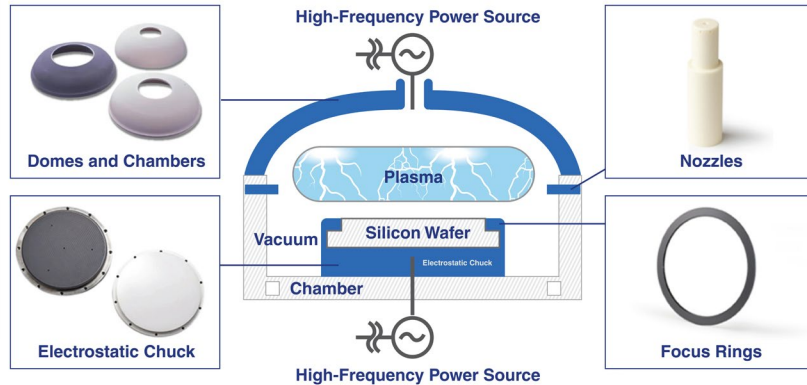 High-Frequency Power Source
Domes and Chambers
Nozzles
Plasma
Vacuum
Silicon Wafer
Electrostatic Chuck
Chamber
Electrostatic Chuck
Focus Rings
High-Frequency Power Source